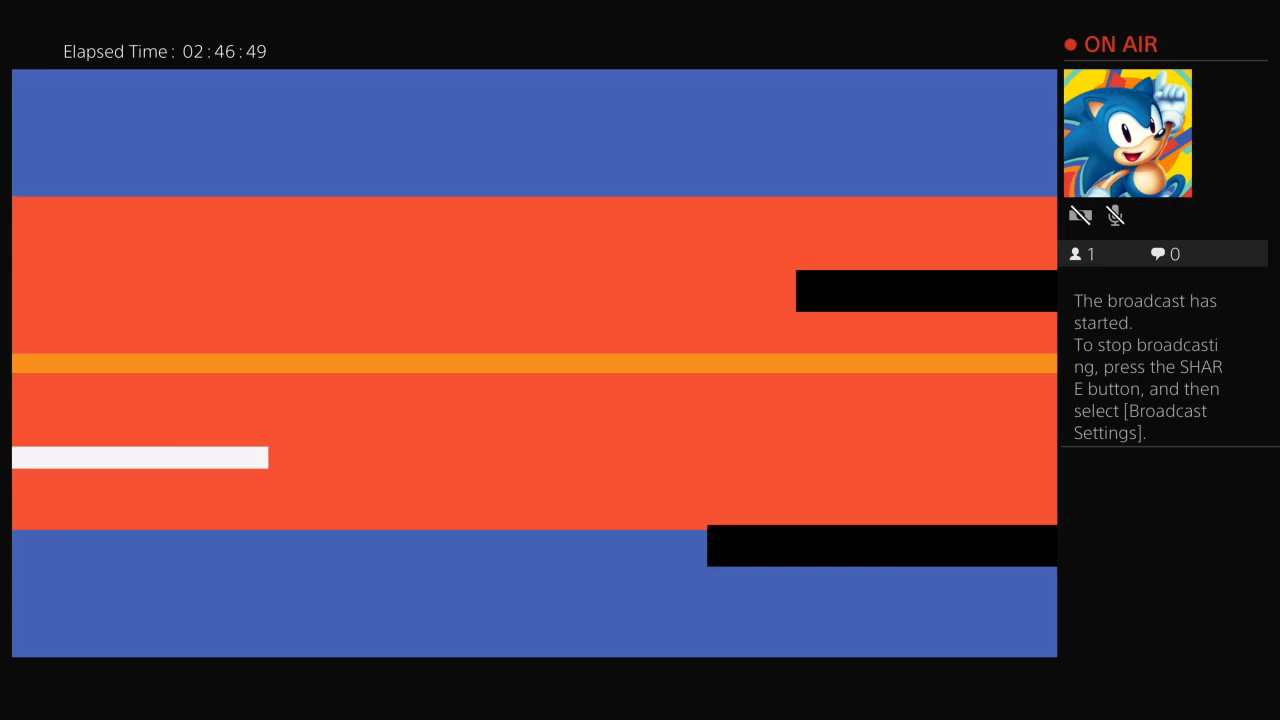 Elapsed Time : 02 : 46 : 49
ON AIR
1
0
The broadcast has
started.
To stop broadcasti
ng, press the SHAR
E button, and then
select [Broadcast
Settings].